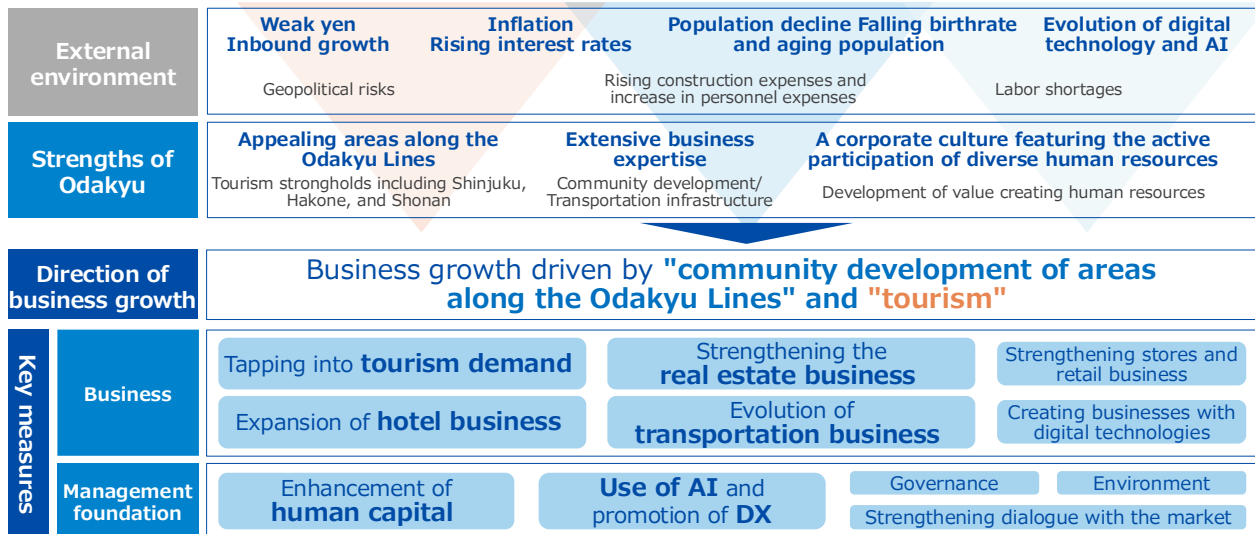 External
environment
Weak yen
Inbound growth
Inflation
Rising interest rates
Population decline Falling birthrate
and aging population
Evolution of digital
technology and AI
Geopolitical risks
Rising construction expenses and
increase in personnel expenses
Labor shortages
Strengths of
Odakyu
Appealing areas along the
Odakyu Lines
Tourism strongholds including Shinjuku,
Hakone, and Shonan
Extensive business
expertise
Community development/
Transportation infrastructure
A corporate culture featuring the active
participation of diverse human resources
Development of value creating human resources
Direction of
business growth
Business growth driven by "community development of areas
along the Odakyu Lines" and "tourism"
Key measures
Business
Tapping into tourism demand
Strengthening the
real estate business
Strengthening stores and
retail business
Expansion of hotel business
Evolution of
transportation business
Creating businesses with
digital technologies
Management
foundation
Enhancement of
human capital
Use of AI and
promotion of DX
Governance
Environment
Strengthening dialogue with the market